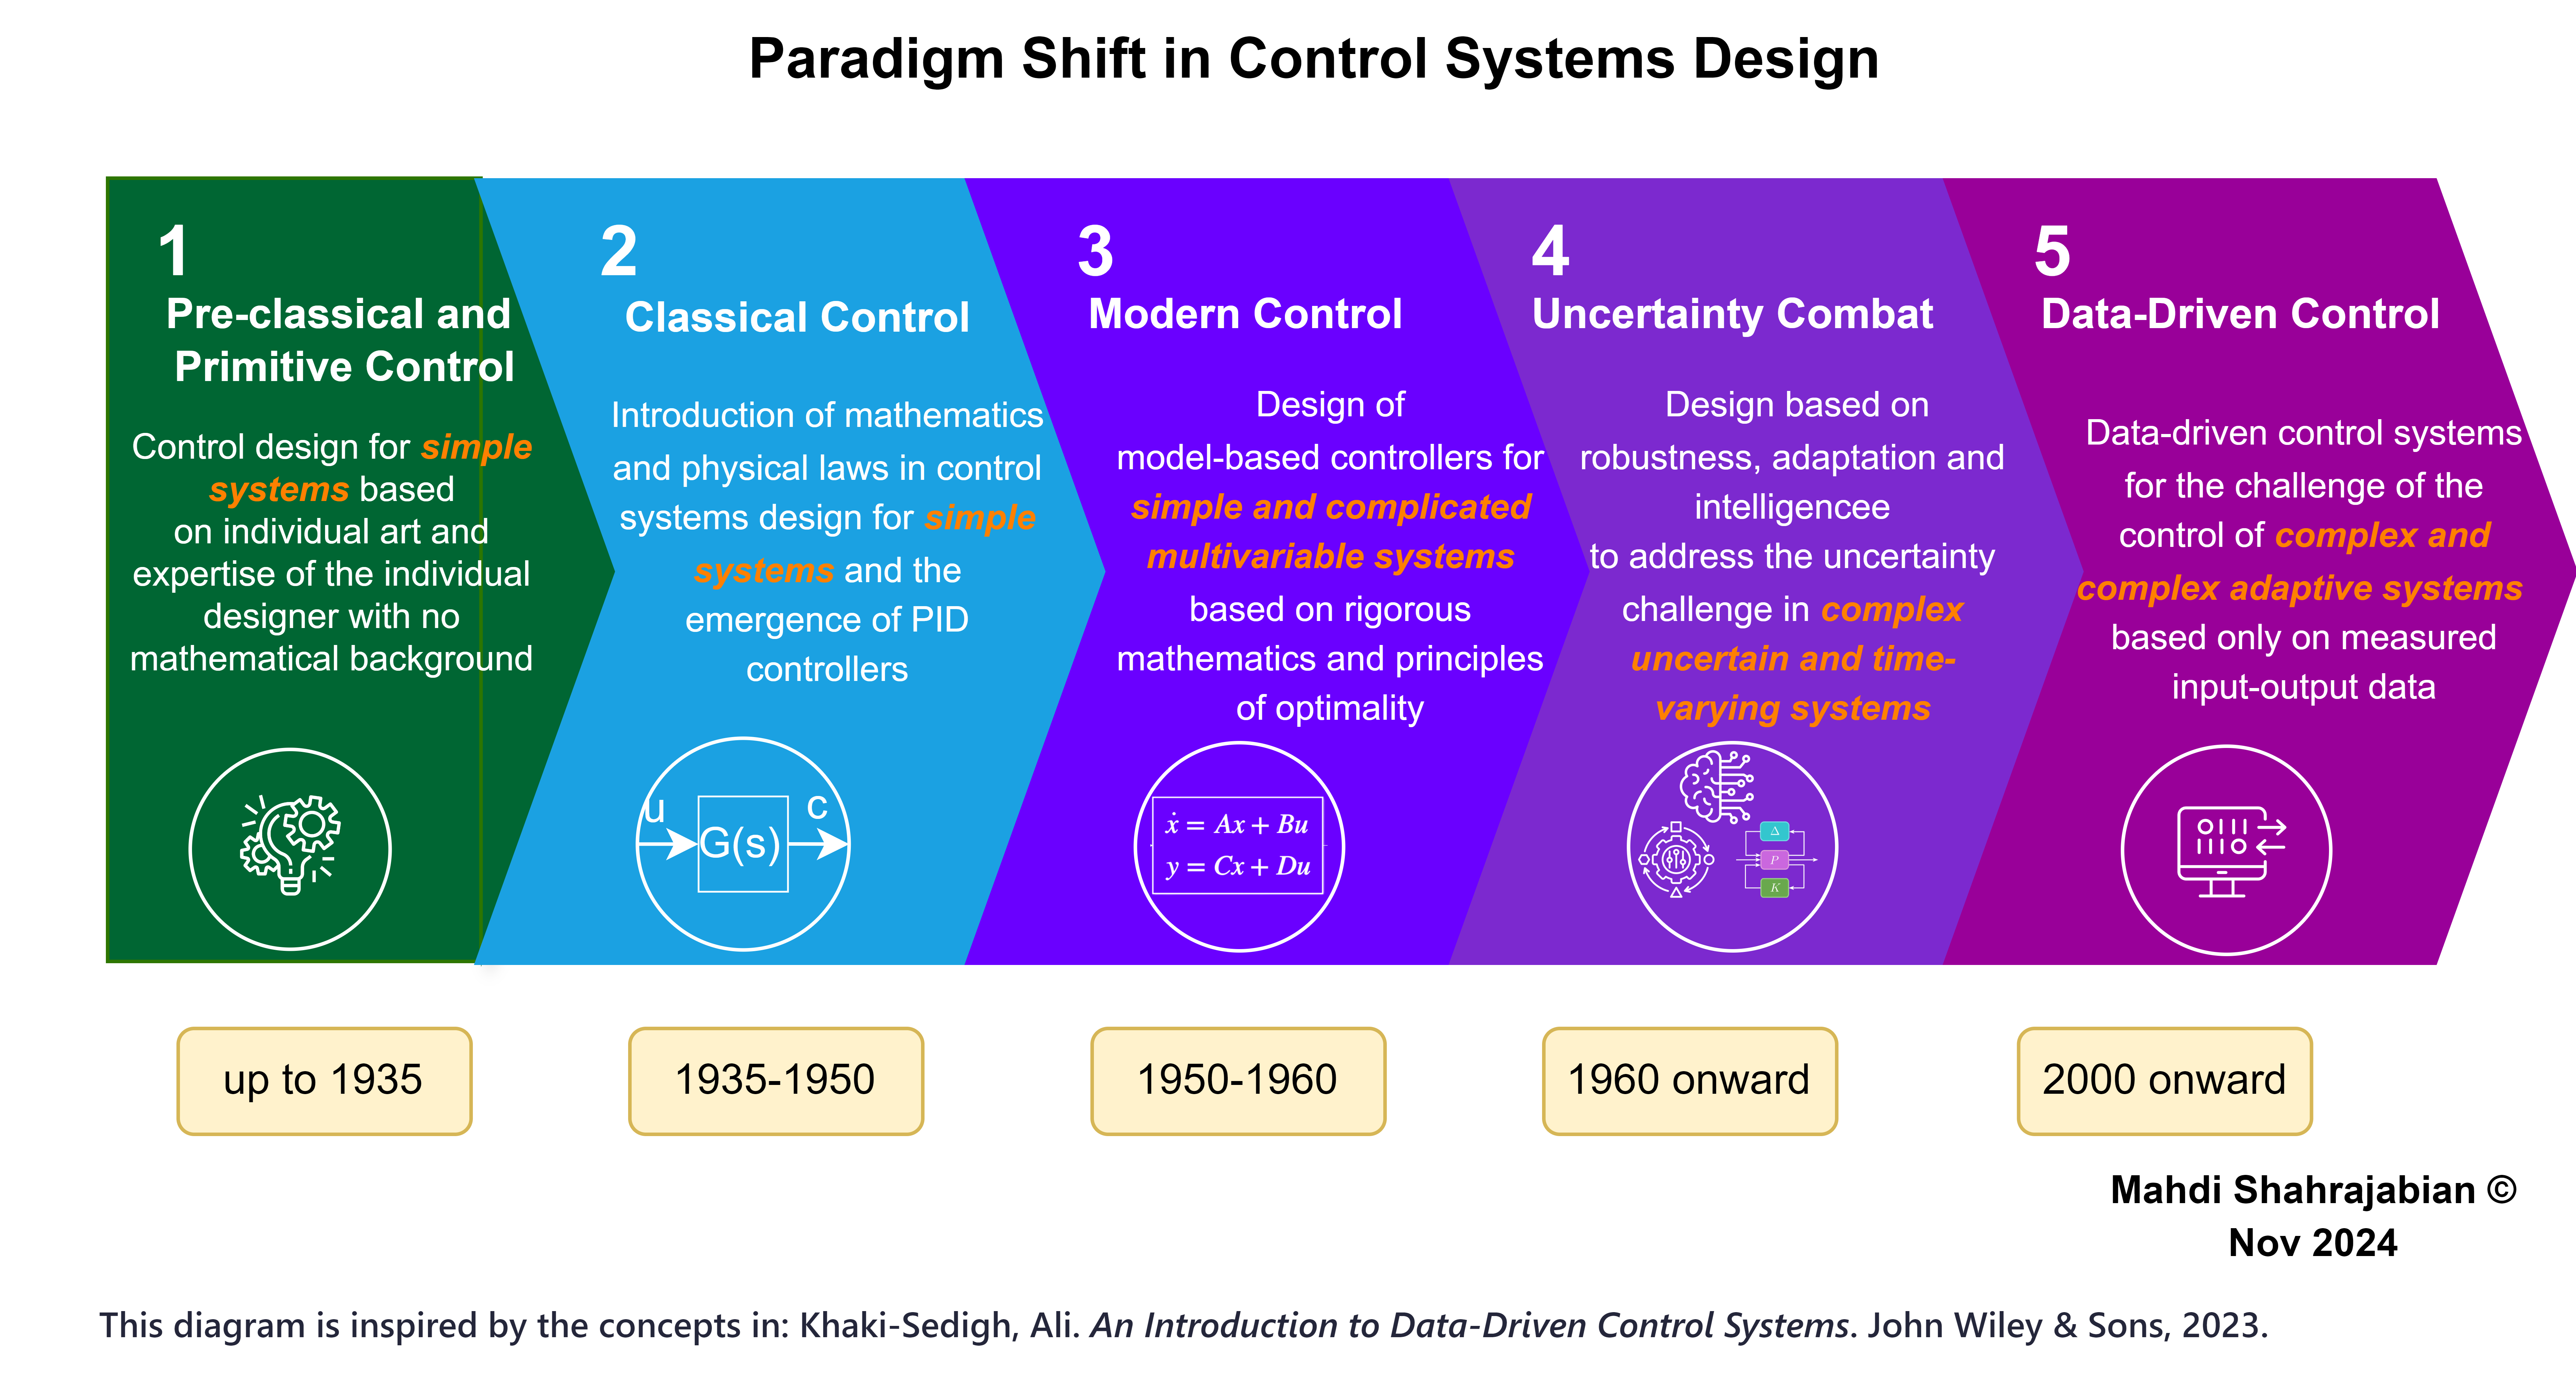 Paradigm Shift in Control Systems Design
1
Pre-classical and
Primitive Control
Control design for simple
systems based
on individual art and
expertise of the individual
designer with no
mathematical background
2
Classical Control
Introduction of mathematics
and physical laws in control
systems design for simple
systems and the
emergence of PID
controllers
u
G(s)
c
3
Modern Control
Design of
model-based controllers for
simple and complicated
multivariable systems
based on rigorous
mathematics and principles
of optimality
ẋ = Ax + Bu
y = Cx + Du
4
Uncertainty Combat
Design based on
robustness, adaptation and
intelligencee
to address the uncertainty
challenge in complex
uncertain and time-
varying systems
Δ
P
K
5
Data-Driven Control
Data-driven control systems
for the challenge of the
control of complex and
complex adaptive systems
based only on measured
input-output data
up to 1935
1935-1950
1950-1960
1960 onward
2000 onward
Mahdi Shahrajabian ©
Nov 2024
This diagram is inspired by the concepts in: Khaki-Sedigh, Ali. An Introduction to Data-Driven Control Systems. John Wiley & Sons, 2023.